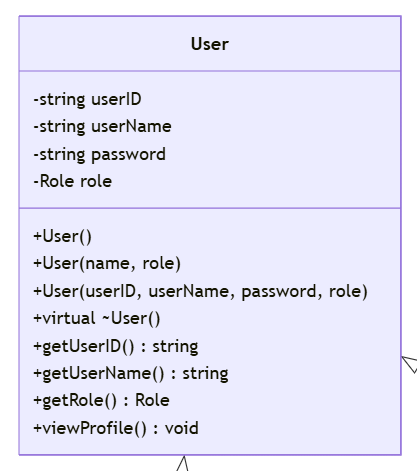 User
-string userID
-string userName
-string password
-Role role
+User()
+User(name, role)
+User(userID, userName, password, role)
+virtual ~User()
+getUserID() : string
+getUserName() : string
+getRole() : Role
+viewProfile() : void